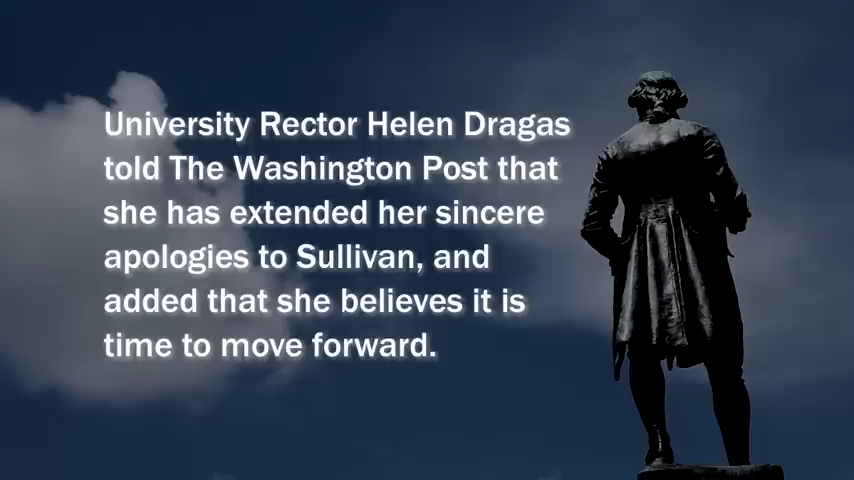 University Rector Helen Dragas
told The Washington Post that
she has extended her sincere
apologies to Sullivan, and
added that she believes it is
time to move forward.